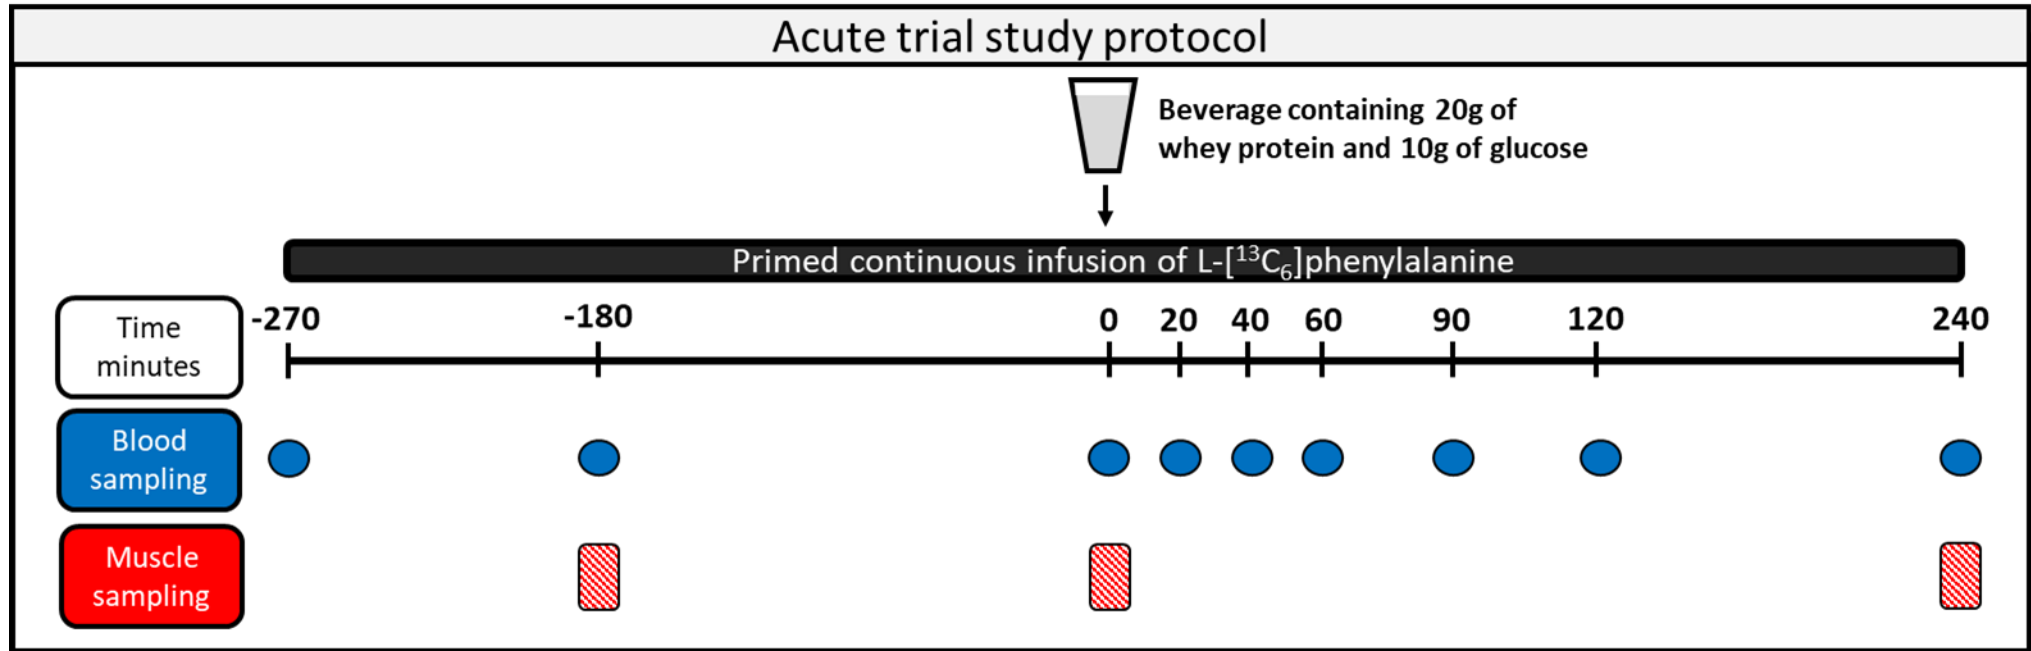 Acute trial study protocol
Beverage containing 20g of
whey protein and 10g of glucose
Primed continuous infusion of L-[¹³C₆]phenylalanine
Time
minutes
-270 -180 0 20 40 60 90 120 240
Blood
sampling
Muscle
sampling